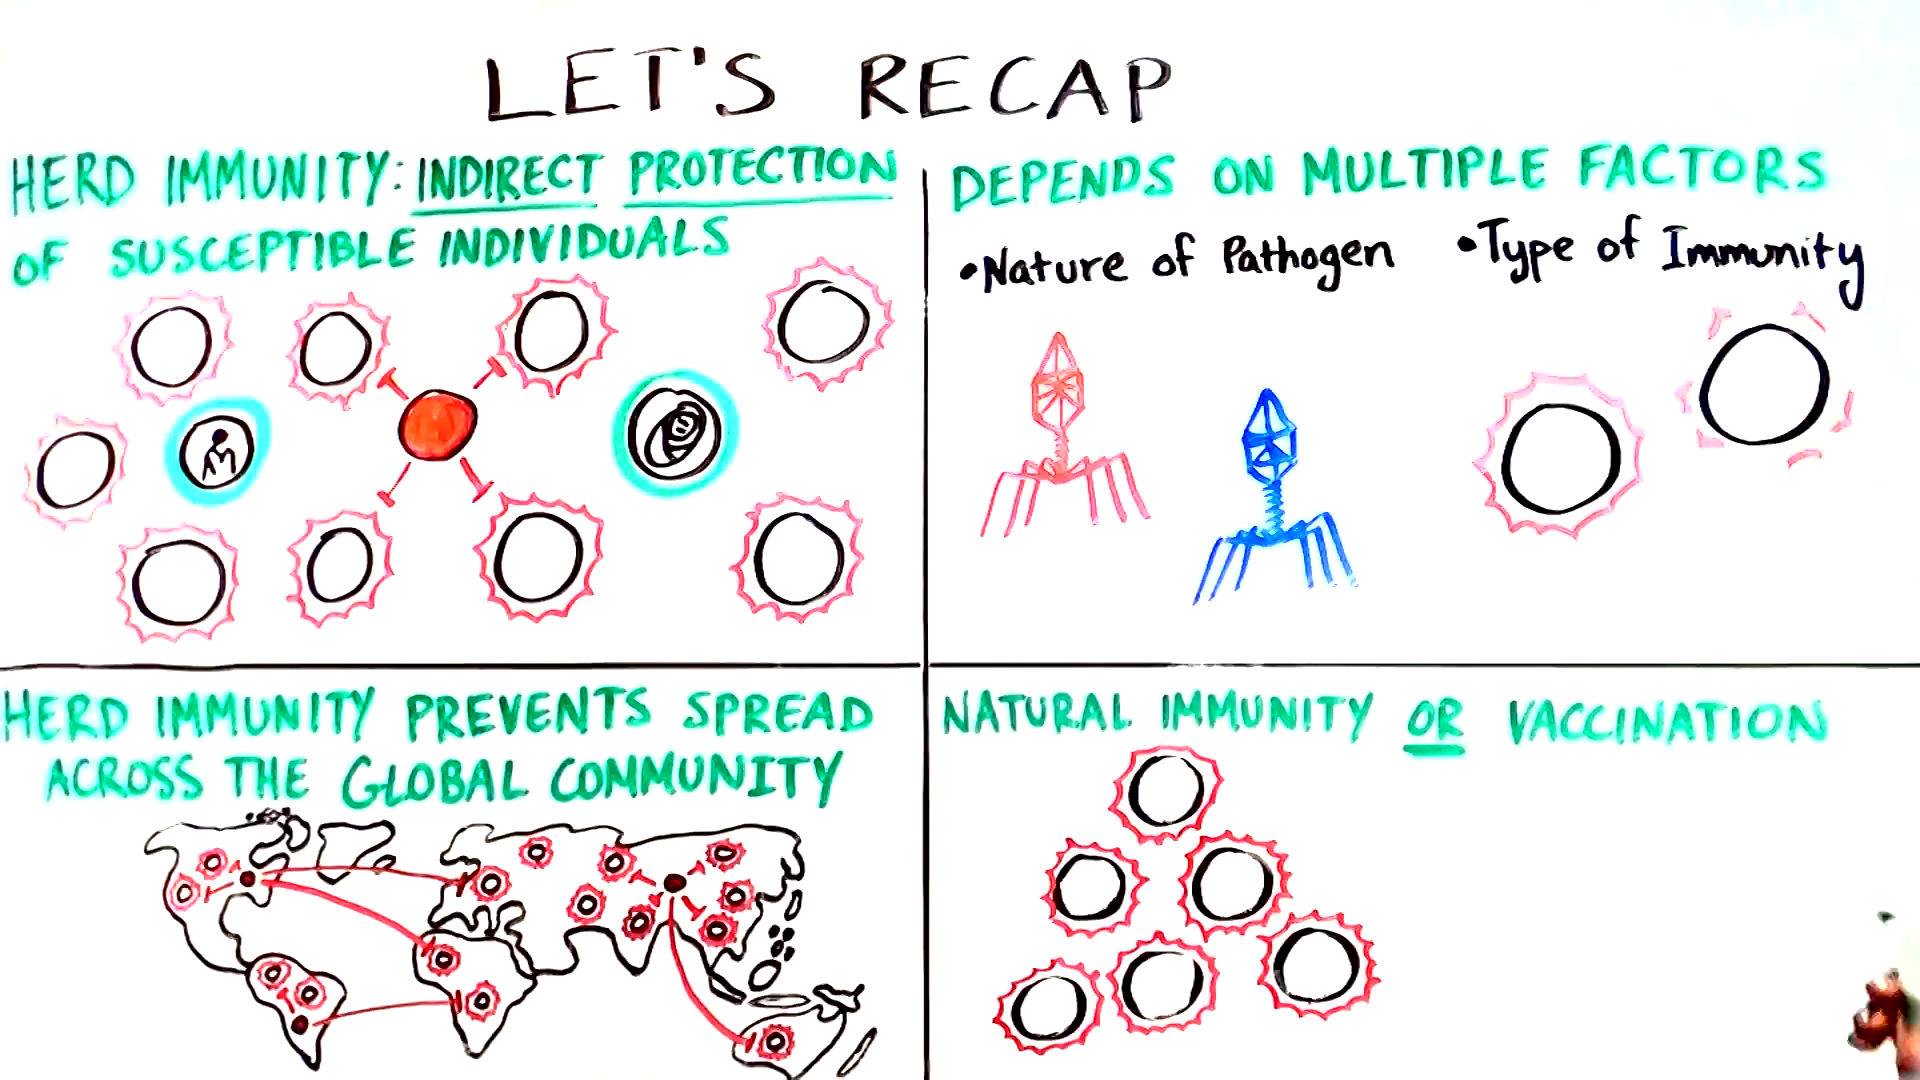 LET'S RECAP
HERD IMMUNITY: INDIRECT PROTECTION
OF SUSCEPTIBLE INDIVIDUALS
DEPENDS ON MULTIPLE FACTORS
•Nature of Pathogen •Type of Immunity
HERD IMMUNITY PREVENTS SPREAD
ACROSS THE GLOBAL COMMUNITY
NATURAL IMMUNITY OR VACCINATION